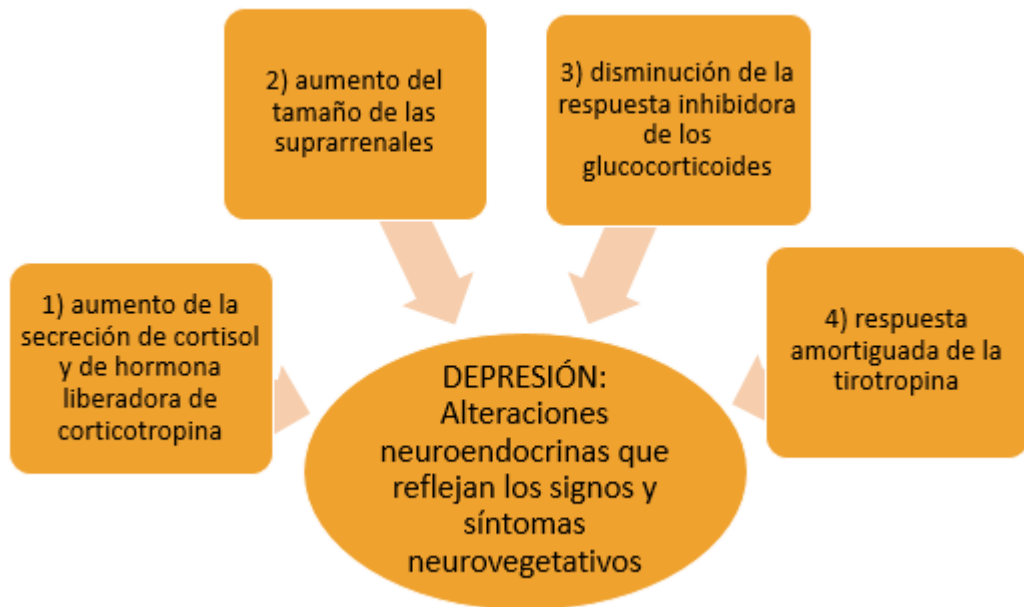 1) aumento de la
secreción de cortisol
y de hormona
liberadora de
corticotropina
2) aumento del
tamaño de las
suprarrenales
3) disminución de la
respuesta inhibidora
de los
glucocorticoides
4) respuesta
amortiguada de la
tirotropina
DEPRESIÓN:
Alteraciones
neuroendocrinas que
reflejan los signos y
síntomas
neurovegetativos